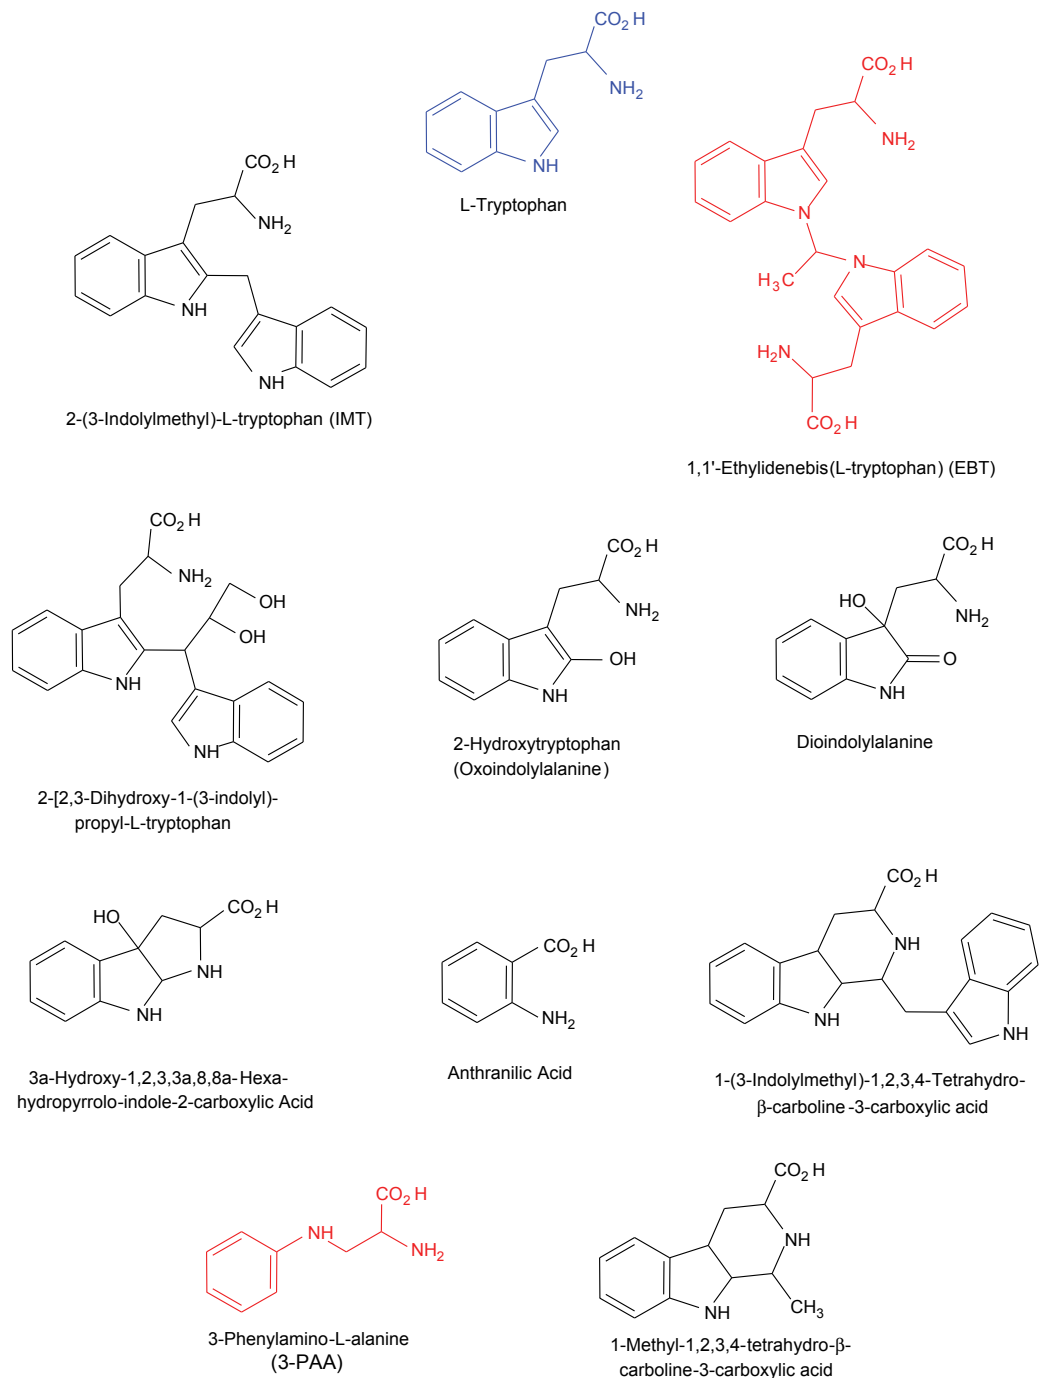 CO2H
NH2
NH
L-Tryptophan
CO2H
NH2
NH
NH
2-(3-Indolylmethyl)-L-tryptophan (IMT)
CO2H
NH2
N
N
H3C
H2N
CO2H
1,1'-Ethylidenebis(L-tryptophan) (EBT)
CO2H
NH2
OH
OH
NH
NH
2-[2,3-Dihydroxy-1-(3-indolyl)-
propyl-L-tryptophan
CO2H
NH2
OH
NH
2-Hydroxytryptophan
(Oxoindolylalanine)
CO2H
HO
NH2
O
NH
Dioindolylalanine
HO
CO2H
NH
NH
3a-Hydroxy-1,2,3,3a,8,8a-Hexa-
hydropyrrolo-indole-2-carboxylic Acid
CO2H
NH2
Anthranilic Acid
CO2H
NH
NH
NH
1-(3-Indolylmethyl)-1,2,3,4-Tetrahydro-
β-carboline-3-carboxylic acid
CO2H
NH
NH2
3-Phenylamino-L-alanine
(3-PAA)
CO2H
NH
NH
CH3
1-Methyl-1,2,3,4-tetrahydro-β-
carboline-3-carboxylic acid